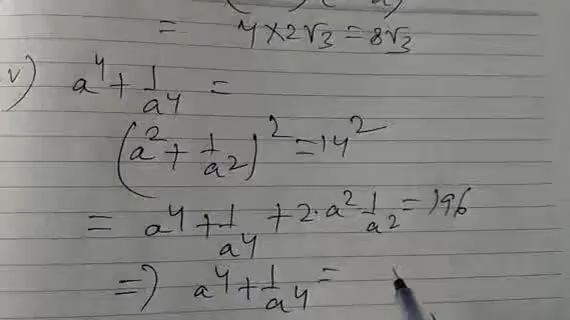 = 4×2√3=8√3
v) a⁴+1/a⁴ =
(a²+1/a²)²=14²
= a⁴+1/a⁴+2·a² 1/a²=196
=) a⁴+1/a⁴=